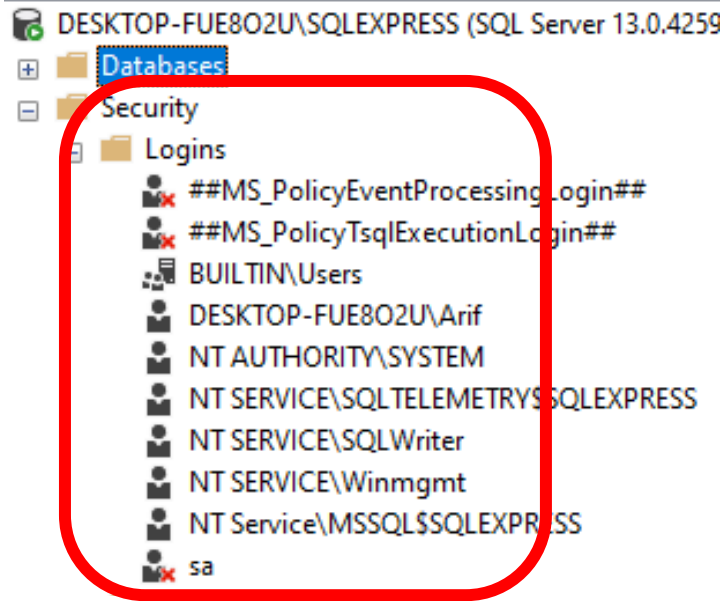 DESKTOP-FUE8O2U\SQLEXPRESS (SQL Server 13.0.4259
Databases
Security
Logins
##MS_PolicyEventProcessingLogin##
##MS_PolicyTsqlExecutionLogin##
BUILTIN\Users
DESKTOP-FUE8O2U\Arif
NT AUTHORITY\SYSTEM
NT SERVICE\SQLTELEMETRY$SQLEXPRESS
NT SERVICE\SQLWriter
NT SERVICE\Winmgmt
NT Service\MSSQL$SQLEXPRESS
sa